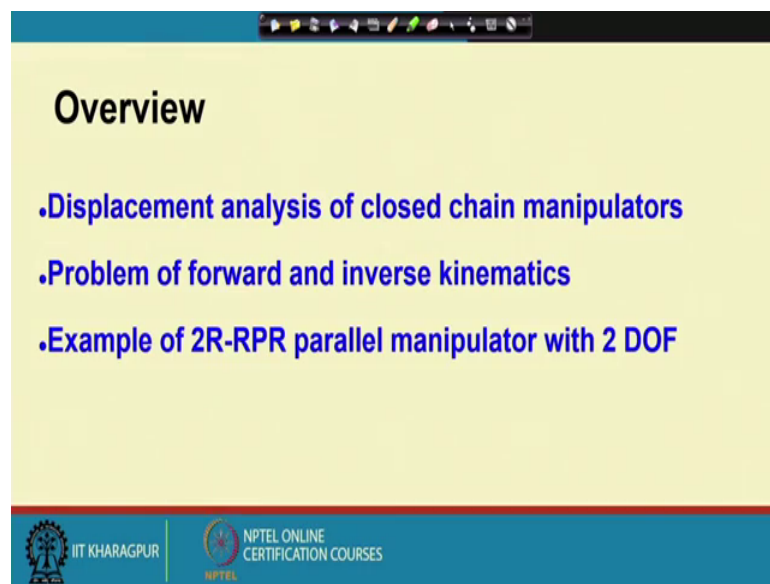 Overview
•Displacement analysis of closed chain manipulators
•Problem of forward and inverse kinematics
•Example of 2R-RPR parallel manipulator with 2 DOF
IIT KHARAGPUR
NPTEL
NPTEL ONLINE
CERTIFICATION COURSES